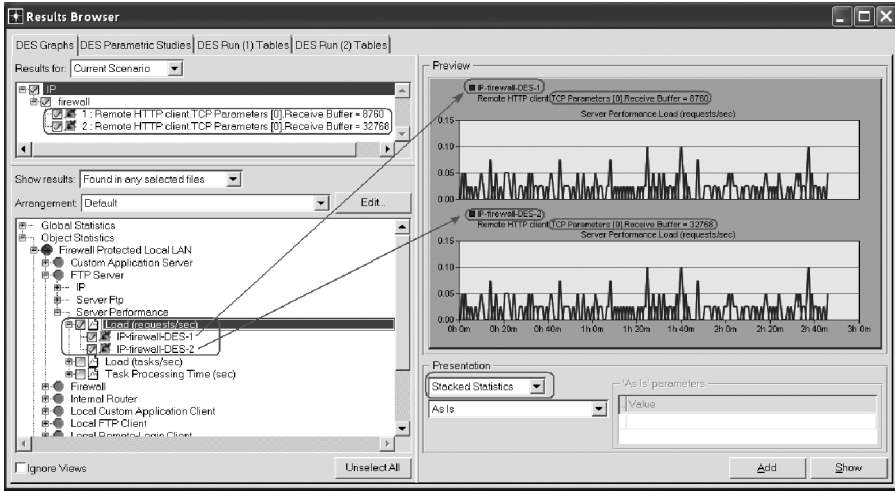 Results Browser
DES Graphs DES Parametric Studies DES Run (1) Tables DES Run (2) Tables
Results for: Current Scenario
IP
firewall
1 : Remote HTTP client.TCP Parameters [0].Receive Buffer = 8760
2 : Remote HTTP client.TCP Parameters [0].Receive Buffer = 32768
Show results: Found in any selected files
Arrangement: Default
Edit...
Global Statistics
Object Statistics
Firewall Protected Local LAN
Custom Application Server
FTP Server
IP
Server Ftp
Server Performance
Load (requests/sec)
IP-firewall-DES-1
IP-firewall-DES-2
Load (tasks/sec)
Task Processing Time (sec)
Firewall
Internal Router
Local Custom Application Client
Local FTP Client
Local Remote-Login Client
Ignore Views
Unselect All
Preview
IP-firewall-DES-1
Remote HTTP client.TCP Parameters [0].Receive Buffer = 8760
Server Performance.Load (requests/sec)
0.15
0.10
0.05
0.00
IP-firewall-DES-2
Remote HTTP client.TCP Parameters [0].Receive Buffer = 32768
Server Performance.Load (requests/sec)
0.15
0.10
0.05
0.00
0h 0m 0h 20m 0h 40m 1h 0m 1h 20m 1h 40m 2h 0m 2h 20m 2h 40m 3h 0m
Presentation
Stacked Statistics
As Is
'As Is' parameters
Value
Add
Show